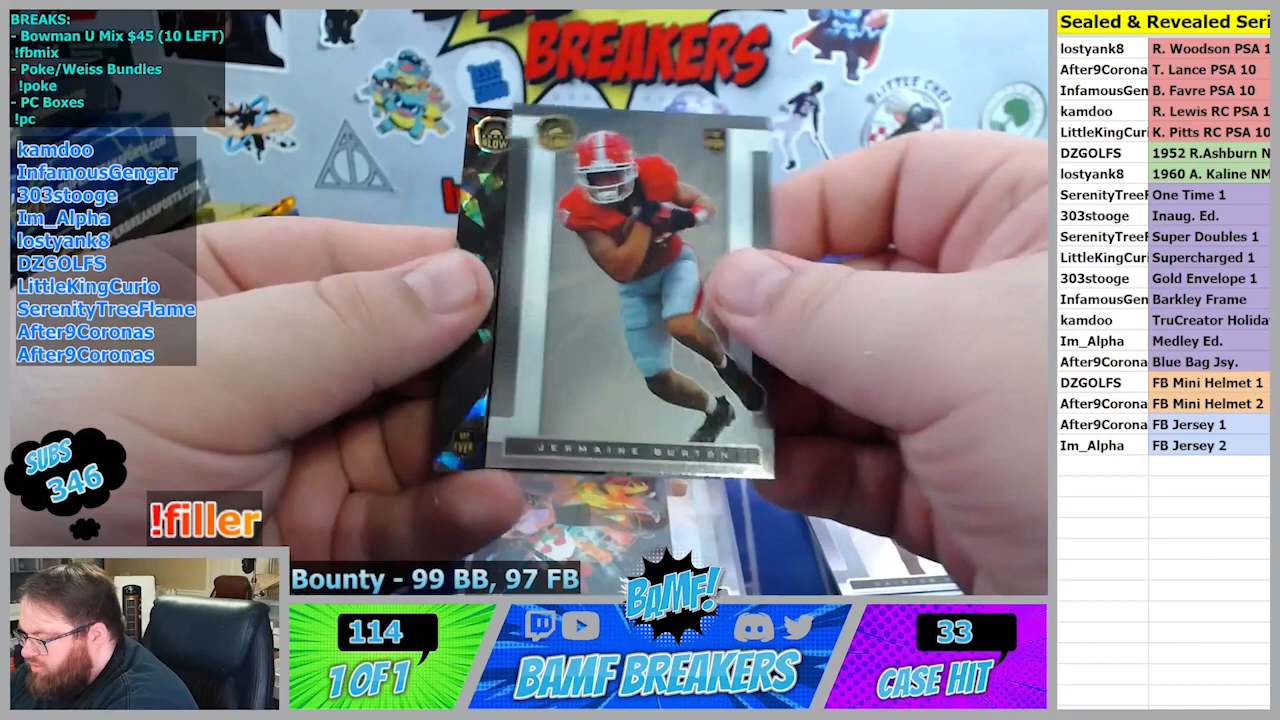 BREAKS:
- Bowman U Mix $45 (10 LEFT)
!fbmix
- Poke/Weiss Bundles
!poke
- PC Boxes
!pc
kamdoo
InfamousGengar
303stooge
Im_Alpha
lostyank8
DZGOLFS
LittleKingCurio
SerenityTreeFlame
After9Coronas
After9Coronas
SUBS
346
!filler
BREAKERS
LITTLE CHEF
JERMAINE BURTON
Bounty - 99 BB, 97 FB
BAMF!
114
1 OF 1
BAMF BREAKERS
33
CASE HIT
Sealed & Revealed Seri
lostyank8 R. Woodson PSA 1
After9Corona T. Lance PSA 10
InfamousGen B. Favre PSA 10
kamdoo R. Lewis RC PSA 1
LittleKingCuri K. Pitts RC PSA 10
DZGOLFS 1952 R.Ashburn N
lostyank8 1960 A. Kaline NM
SerenityTreeF One Time 1
303stooge Inaug. Ed.
SerenityTreeF Super Doubles 1
LittleKingCuri Supercharged 1
303stooge Gold Envelope 1
InfamousGen Barkley Frame
kamdoo TruCreator Holida
Im_Alpha Medley Ed.
After9Corona Blue Bag Jsy.
DZGOLFS FB Mini Helmet 1
After9Corona FB Mini Helmet 2
After9Corona FB Jersey 1
Im_Alpha FB Jersey 2